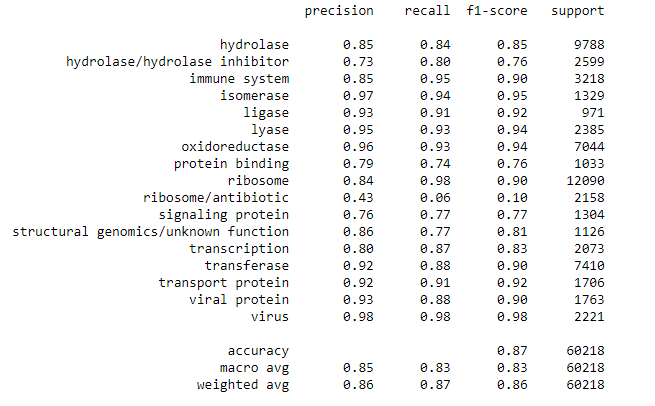 precision recall f1-score support
hydrolase 0.85 0.84 0.85 9788
hydrolase/hydrolase inhibitor 0.73 0.80 0.76 2599
immune system 0.85 0.95 0.90 3218
isomerase 0.97 0.94 0.95 1329
ligase 0.93 0.91 0.92 971
lyase 0.95 0.93 0.94 2385
oxidoreductase 0.96 0.93 0.94 7044
protein binding 0.79 0.74 0.76 1033
ribosome 0.84 0.98 0.90 12090
ribosome/antibiotic 0.43 0.06 0.10 2158
signaling protein 0.76 0.77 0.77 1304
structural genomics/unknown function 0.86 0.77 0.81 1126
transcription 0.80 0.87 0.83 2073
transferase 0.92 0.88 0.90 7410
transport protein 0.92 0.91 0.92 1706
viral protein 0.93 0.88 0.90 1763
virus 0.98 0.98 0.98 2221
accuracy 0.87 60218
macro avg 0.85 0.83 0.83 60218
weighted avg 0.86 0.87 0.86 60218